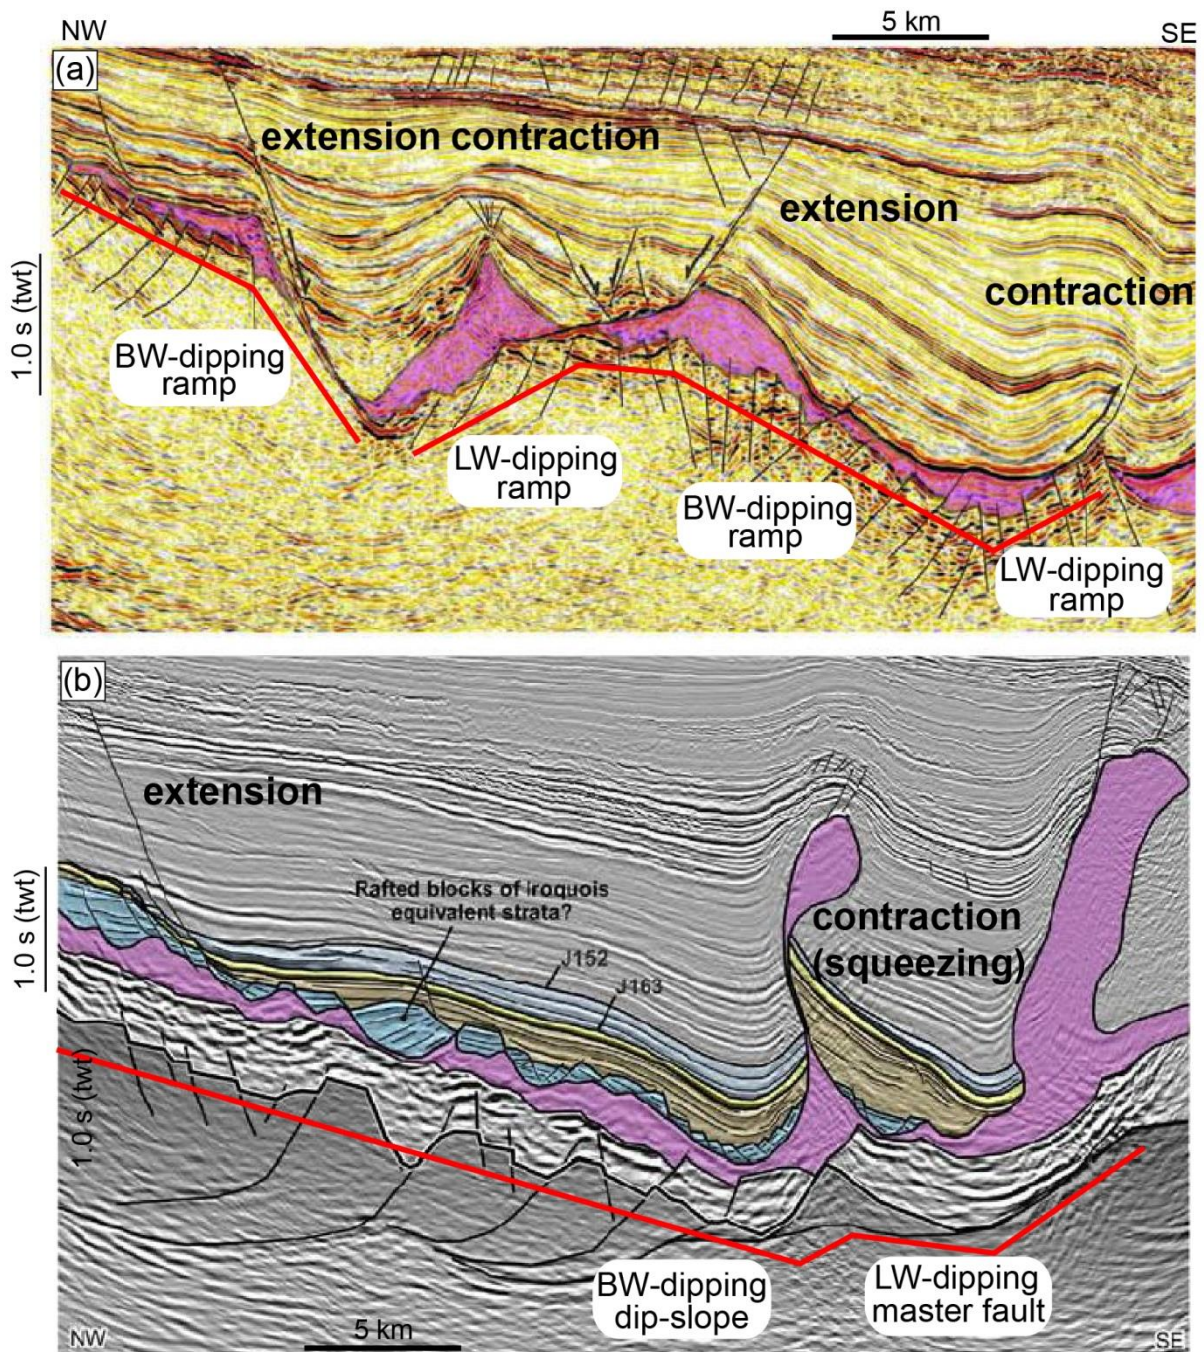 NW
5 km
SE
(a)
extension contraction
extension
contraction
1.0 s (twt)
BW-dipping
ramp
LW-dipping
ramp
BW-dipping
ramp
LW-dipping
ramp
(b)
extension
Rafted blocks of Iroquois
equivalent strata?
contraction
(squeezing)
J152
J163
1.0 s (twt)
1.0 s (twt)
BW-dipping
dip-slope
LW-dipping
master fault
NW
5 km
SE